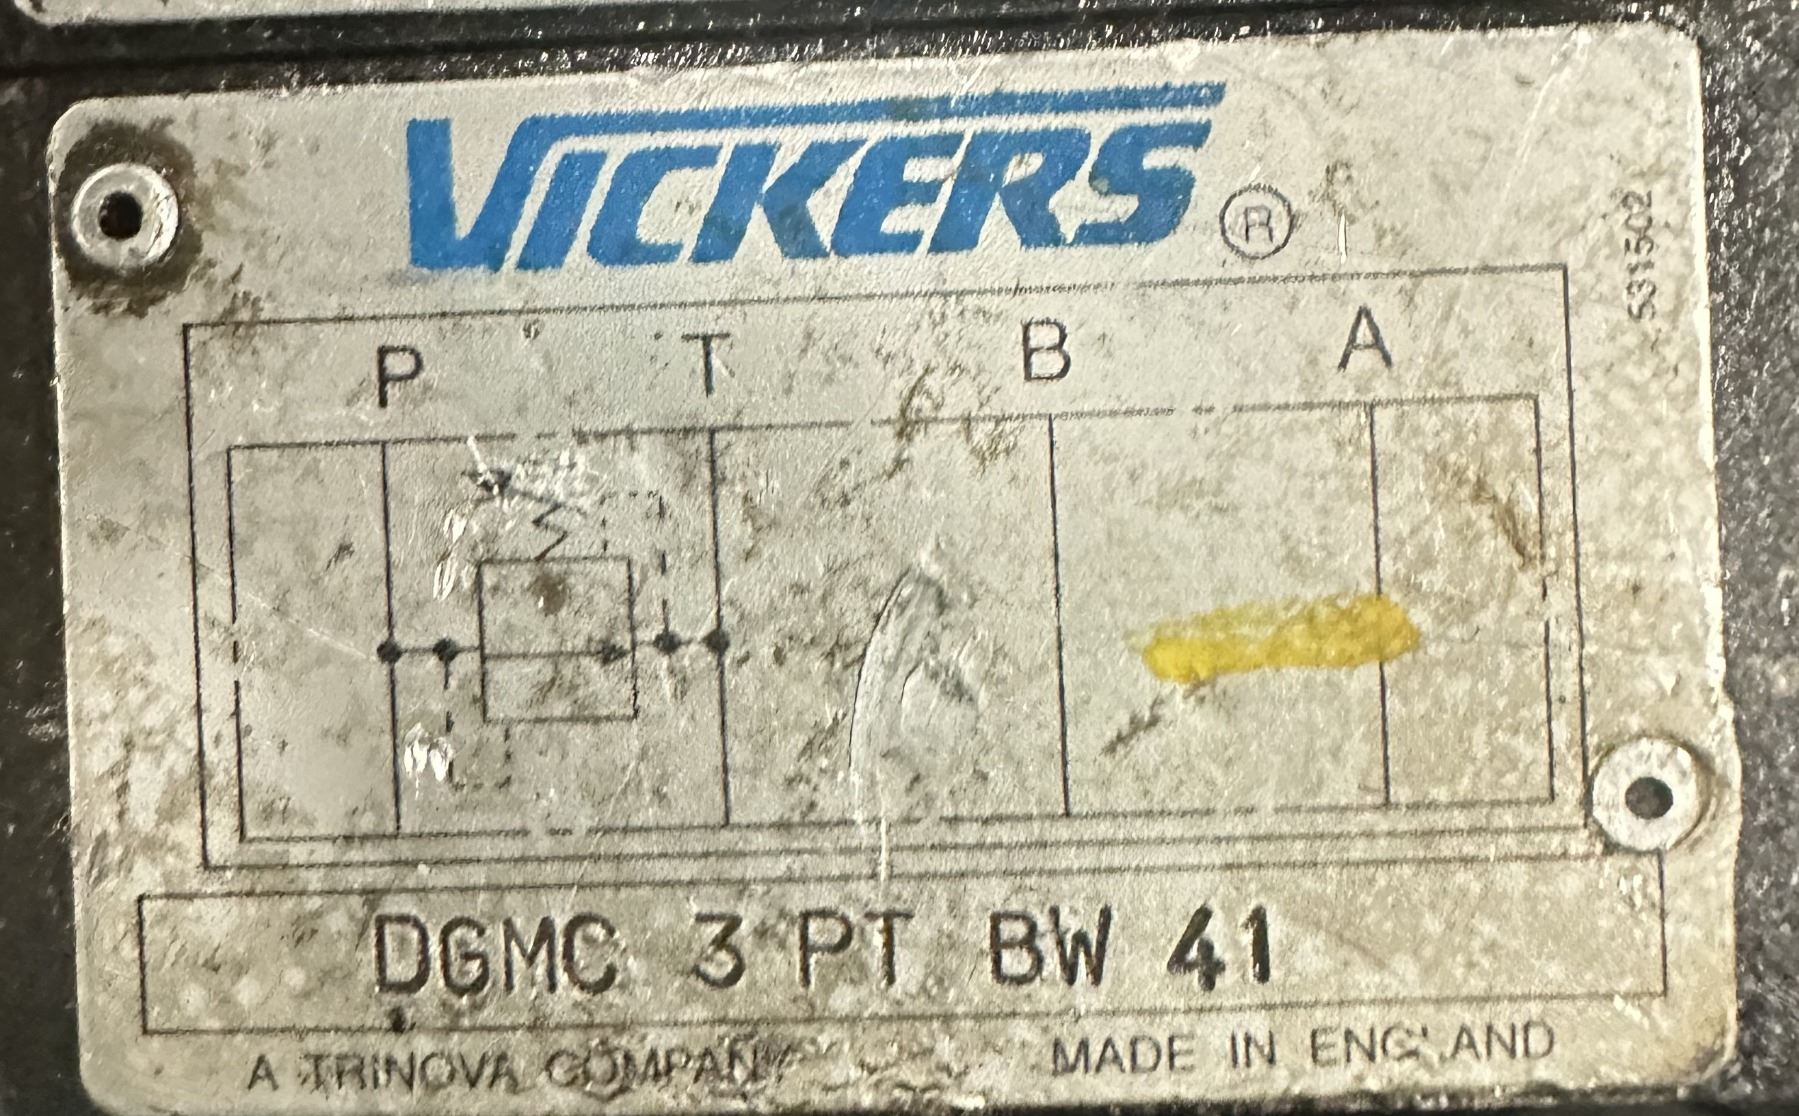 VICKERS ®
531502
P T B A
DGMC 3 PT BW 41
A TRINOVA COMPANY MADE IN ENGLAND